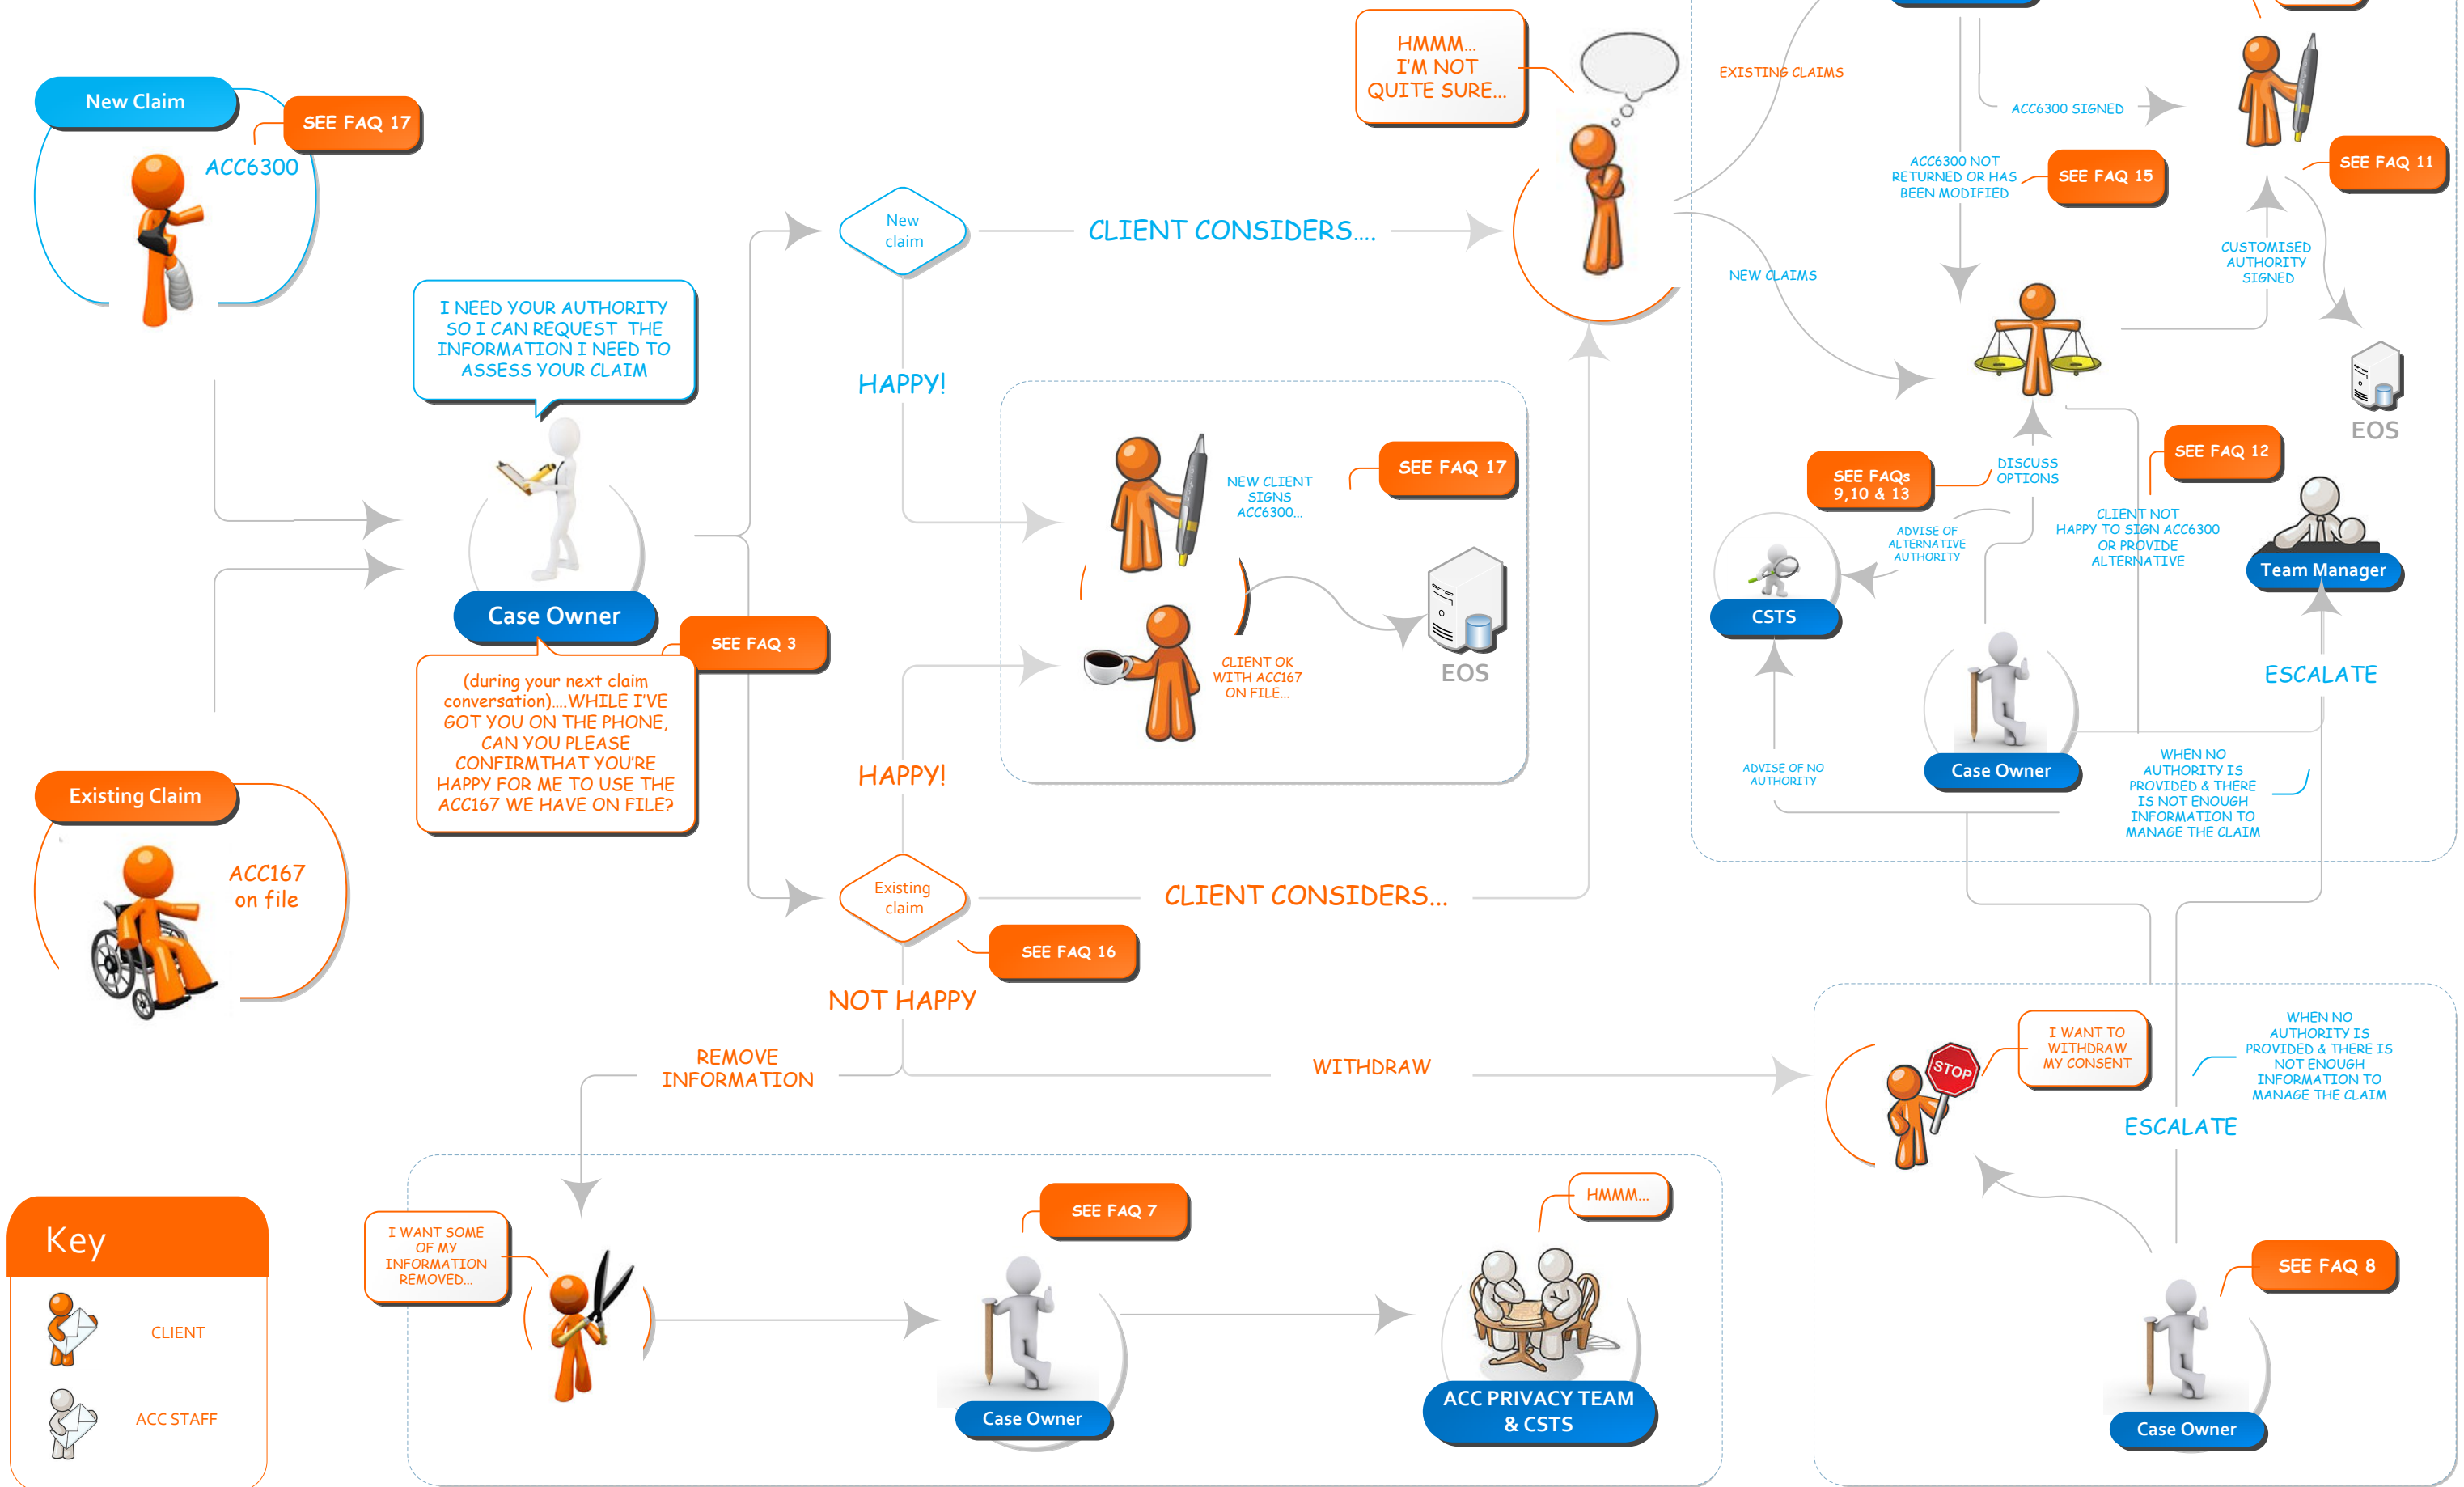 New Claim
SEE FAQ 17
ACC6300
I NEED YOUR AUTHORITY
SO I CAN REQUEST THE
INFORMATION I NEED TO
ASSESS YOUR CLAIM
Case Owner
SEE FAQ 3
(during your next claim
conversation)....WHILE I'VE
GOT YOU ON THE PHONE,
CAN YOU PLEASE
CONFIRMTHAT YOU'RE
HAPPY FOR ME TO USE THE
ACC167 WE HAVE ON FILE?
Existing Claim
ACC167
on file
New
claim
CLIENT CONSIDERS....
HAPPY!
NEW CLIENT
SIGNS
ACC6300...
SEE FAQ 17
CLIENT OK
WITH ACC167
ON FILE...
EOS
HAPPY!
Existing
claim
CLIENT CONSIDERS...
SEE FAQ 16
NOT HAPPY
REMOVE
INFORMATION
WITHDRAW
HMMM...
I'M NOT
QUITE SURE...
EXISTING CLAIMS
NEW CLAIMS
ACC6300 SIGNED
ACC6300 NOT
RETURNED OR HAS
BEEN MODIFIED
SEE FAQ 15
SEE FAQ 11
CUSTOMISED
AUTHORITY
SIGNED
EOS
SEE FAQs
9,10 & 13
DISCUSS
OPTIONS
SEE FAQ 12
ADVISE OF
ALTERNATIVE
AUTHORITY
CLIENT NOT
HAPPY TO SIGN ACC6300
OR PROVIDE
ALTERNATIVE
Team Manager
CSTS
ESCALATE
ADVISE OF NO
AUTHORITY
Case Owner
WHEN NO
AUTHORITY IS
PROVIDED & THERE
IS NOT ENOUGH
INFORMATION TO
MANAGE THE CLAIM
I WANT TO
WITHDRAW
MY CONSENT
STOP
WHEN NO
AUTHORITY IS
PROVIDED & THERE IS
NOT ENOUGH
INFORMATION TO
MANAGE THE CLAIM
ESCALATE
SEE FAQ 8
Case Owner
I WANT SOME
OF MY
INFORMATION
REMOVED...
SEE FAQ 7
Case Owner
HMMM...
ACC PRIVACY TEAM
& CSTS
Key
CLIENT
ACC STAFF